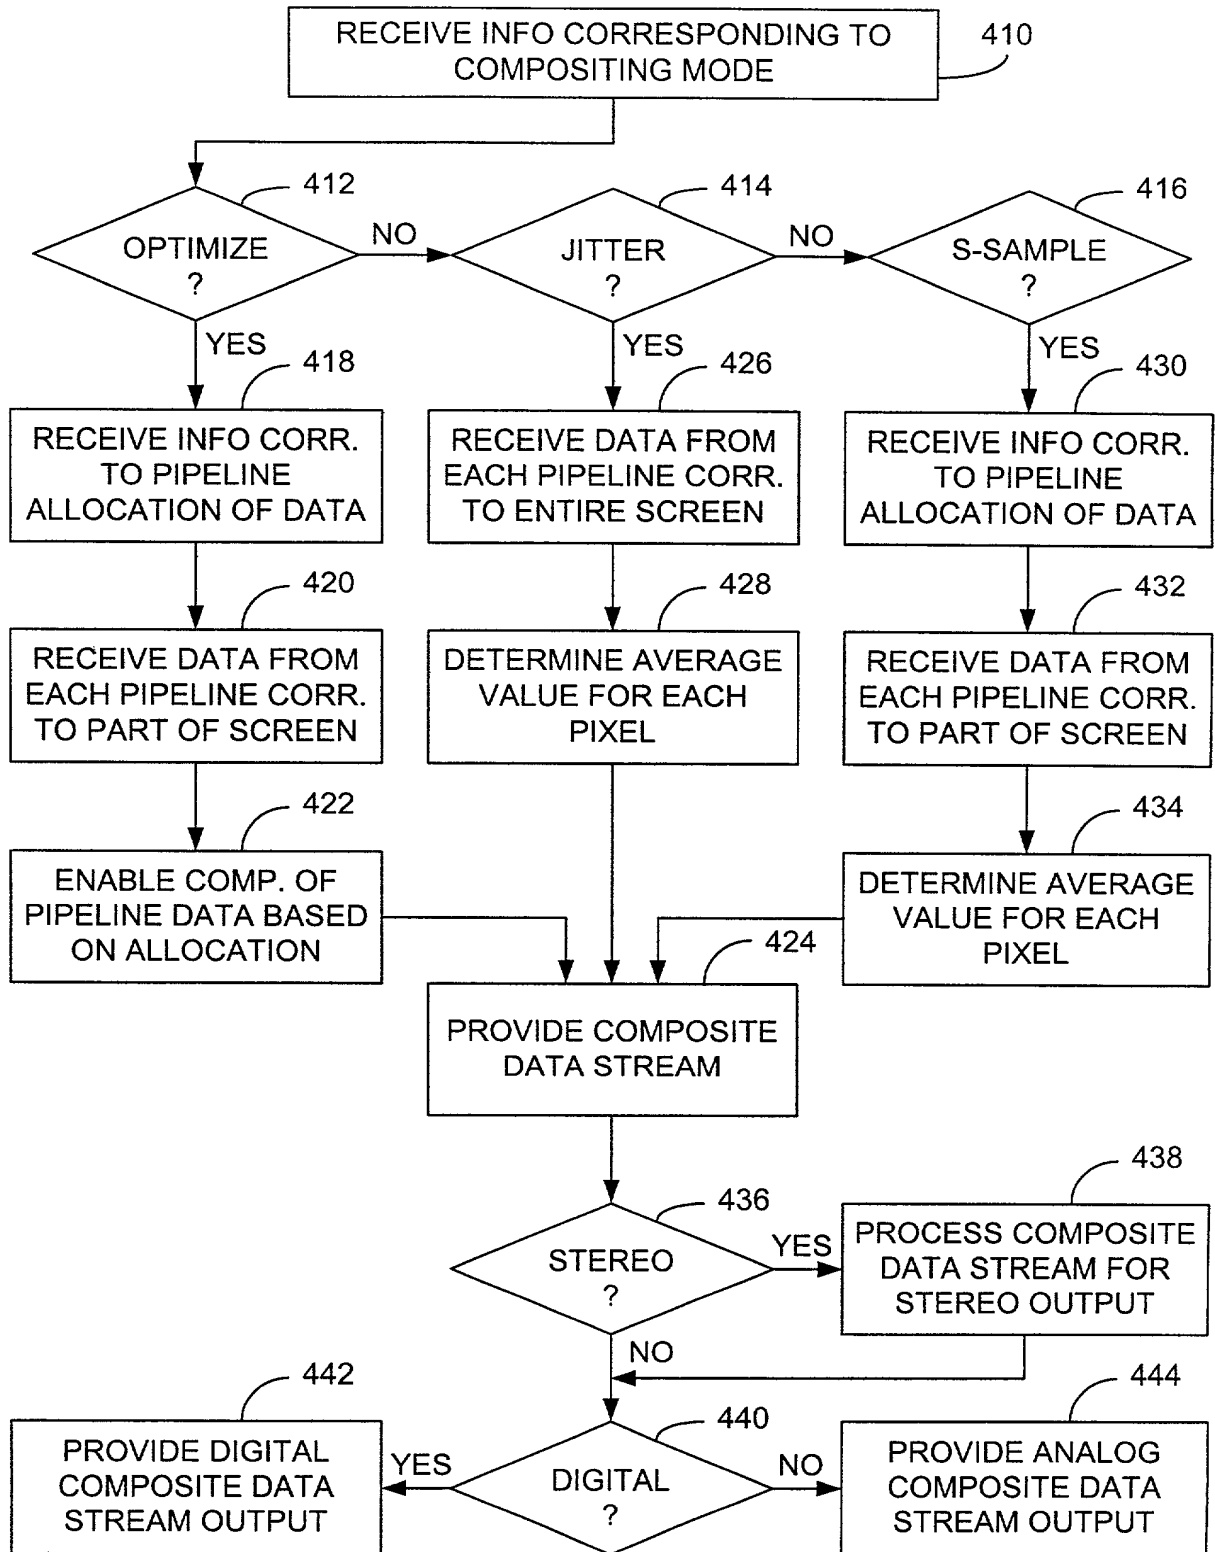 RECEIVE INFO CORRESPONDING TO
COMPOSITING MODE
410
412
OPTIMIZE
?
NO
YES
414
JITTER
?
NO
YES
416
S-SAMPLE
?
YES
418
RECEIVE INFO CORR.
TO PIPELINE
ALLOCATION OF DATA
426
RECEIVE DATA FROM
EACH PIPELINE CORR.
TO ENTIRE SCREEN
430
RECEIVE INFO CORR.
TO PIPELINE
ALLOCATION OF DATA
420
RECEIVE DATA FROM
EACH PIPELINE CORR.
TO PART OF SCREEN
428
DETERMINE AVERAGE
VALUE FOR EACH
PIXEL
432
RECEIVE DATA FROM
EACH PIPELINE CORR.
TO PART OF SCREEN
422
ENABLE COMP. OF
PIPELINE DATA BASED
ON ALLOCATION
434
DETERMINE AVERAGE
VALUE FOR EACH
PIXEL
424
PROVIDE COMPOSITE
DATA STREAM
436
STEREO
?
YES
NO
438
PROCESS COMPOSITE
DATA STREAM FOR
STEREO OUTPUT
440
DIGITAL
?
YES
NO
442
PROVIDE DIGITAL
COMPOSITE DATA
STREAM OUTPUT
444
PROVIDE ANALOG
COMPOSITE DATA
STREAM OUTPUT